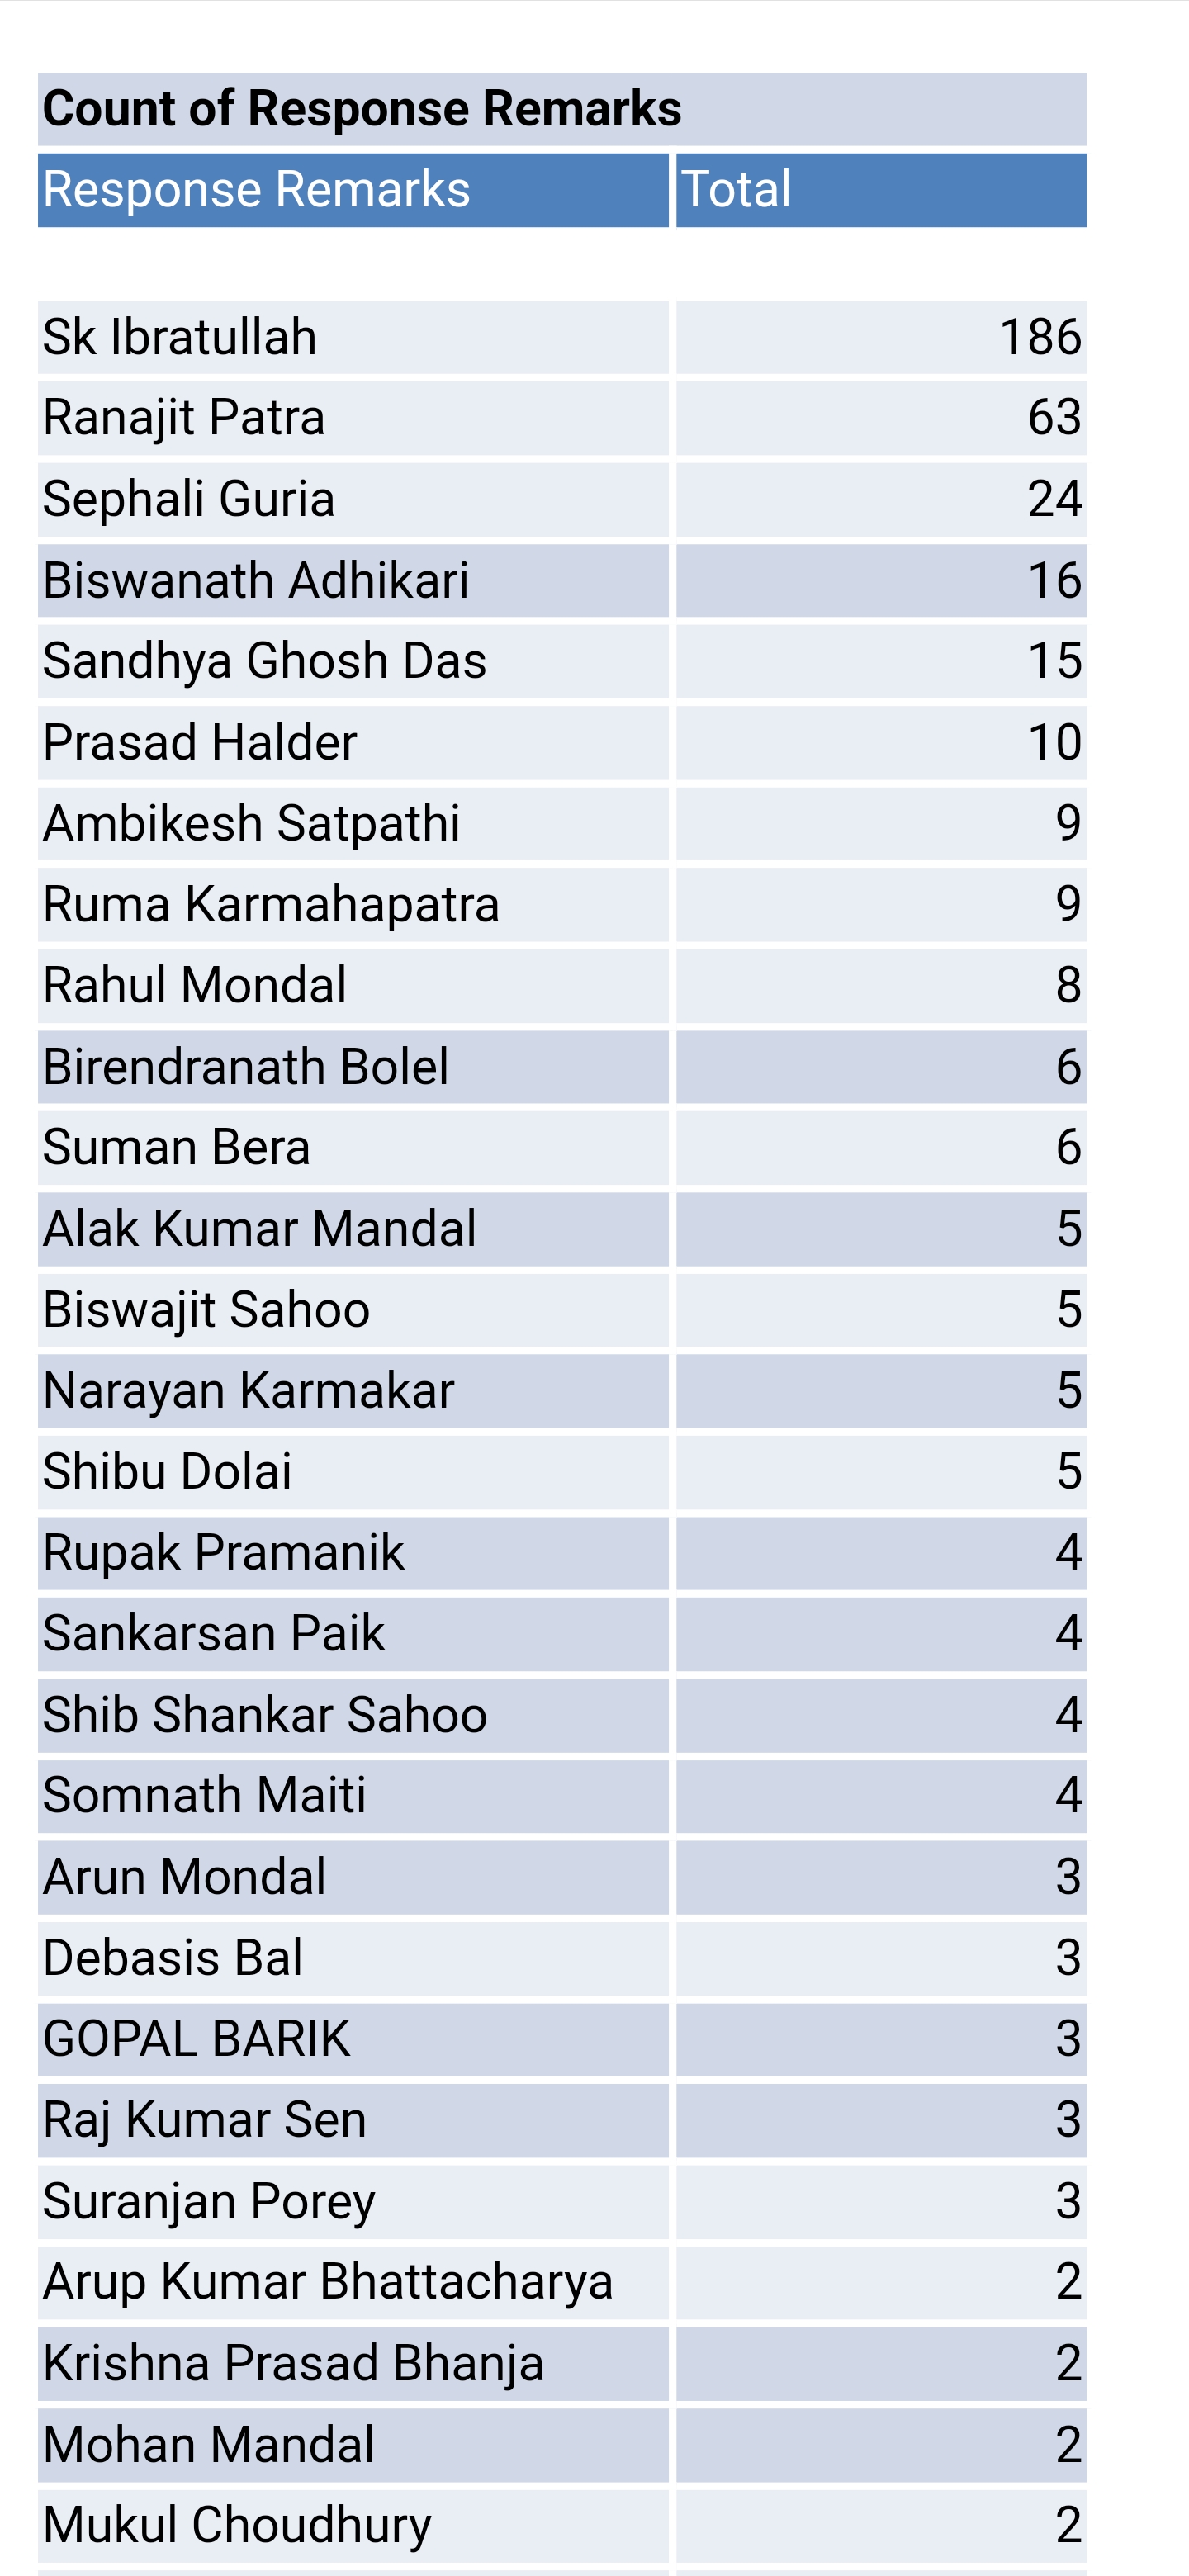 Count of Response Remarks
Response Remarks Total
Sk Ibratullah 186
Ranajit Patra 63
Sephali Guria 24
Biswanath Adhikari 16
Sandhya Ghosh Das 15
Prasad Halder 10
Ambikesh Satpathi 9
Ruma Karmahapatra 9
Rahul Mondal 8
Birendranath Bolel 6
Suman Bera 6
Alak Kumar Mandal 5
Biswajit Sahoo 5
Narayan Karmakar 5
Shibu Dolai 5
Rupak Pramanik 4
Sankarsan Paik 4
Shib Shankar Sahoo 4
Somnath Maiti 4
Arun Mondal 3
Debasis Bal 3
GOPAL BARIK 3
Raj Kumar Sen 3
Suranjan Porey 3
Arup Kumar Bhattacharya 2
Krishna Prasad Bhanja 2
Mohan Mandal 2
Mukul Choudhury 2